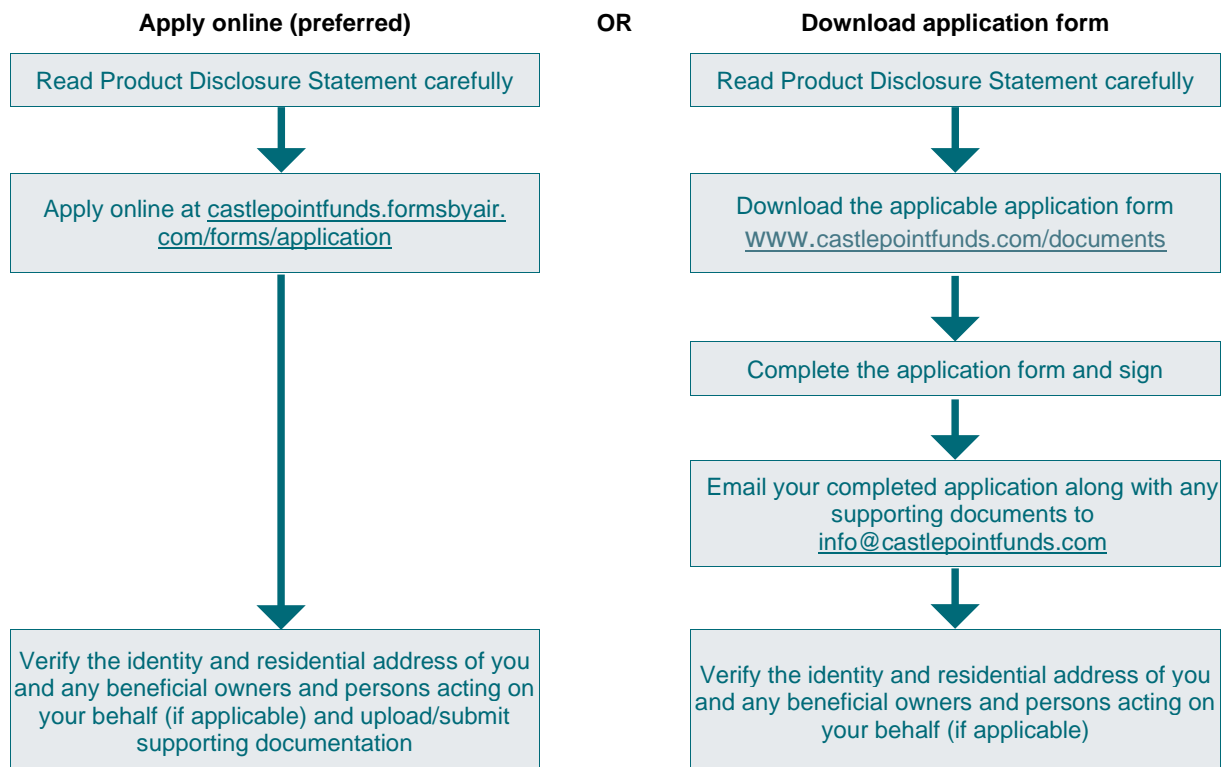 Apply online (preferred)
OR
Download application form
Read Product Disclosure Statement carefully
Apply online at castlepointfunds.formsbyair.
com/forms/application
Verify the identity and residential address of you
and any beneficial owners and persons acting on
your behalf (if applicable) and upload/submit
supporting documentation
Read Product Disclosure Statement carefully
Download the applicable application form
www.castlepointfunds.com/documents
Complete the application form and sign
Email your completed application along with any
supporting documents to
info@castlepointfunds.com
Verify the identity and residential address of you
and any beneficial owners and persons acting on
your behalf (if applicable)